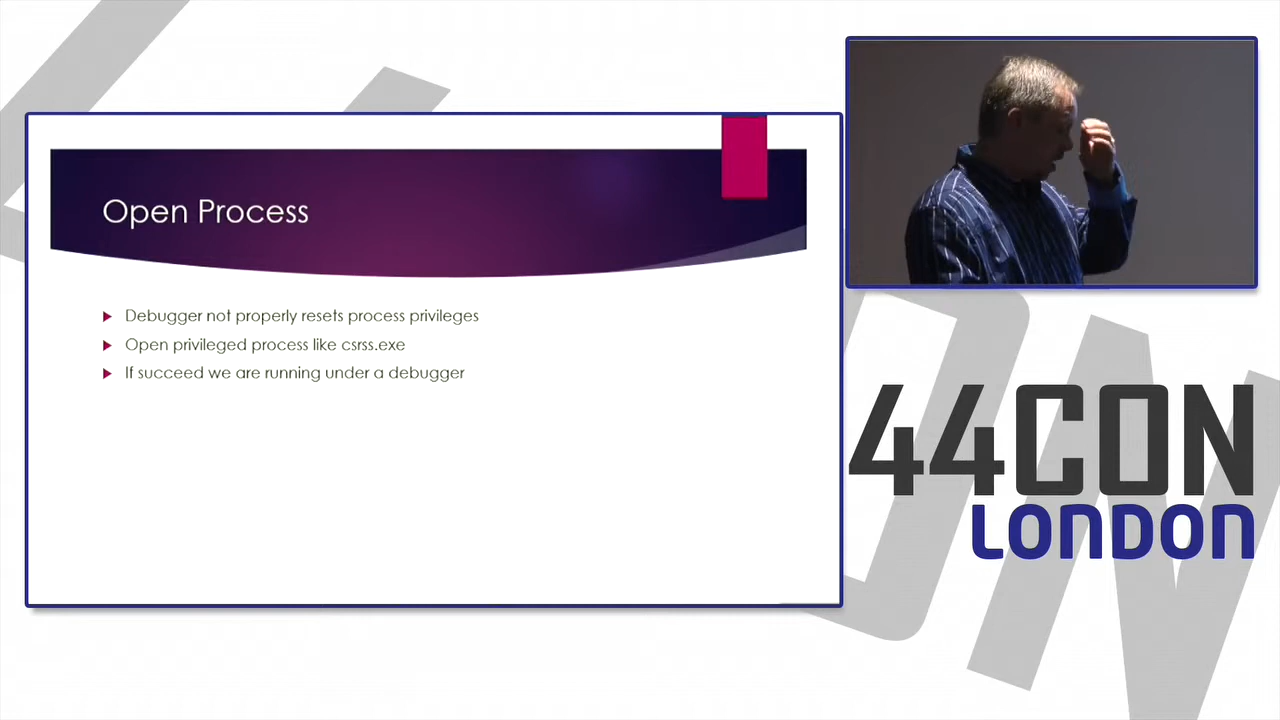 Open Process
Debugger not properly resets process privileges
Open privileged process like csrss.exe
If succeed we are running under a debugger
44CON
LONDON